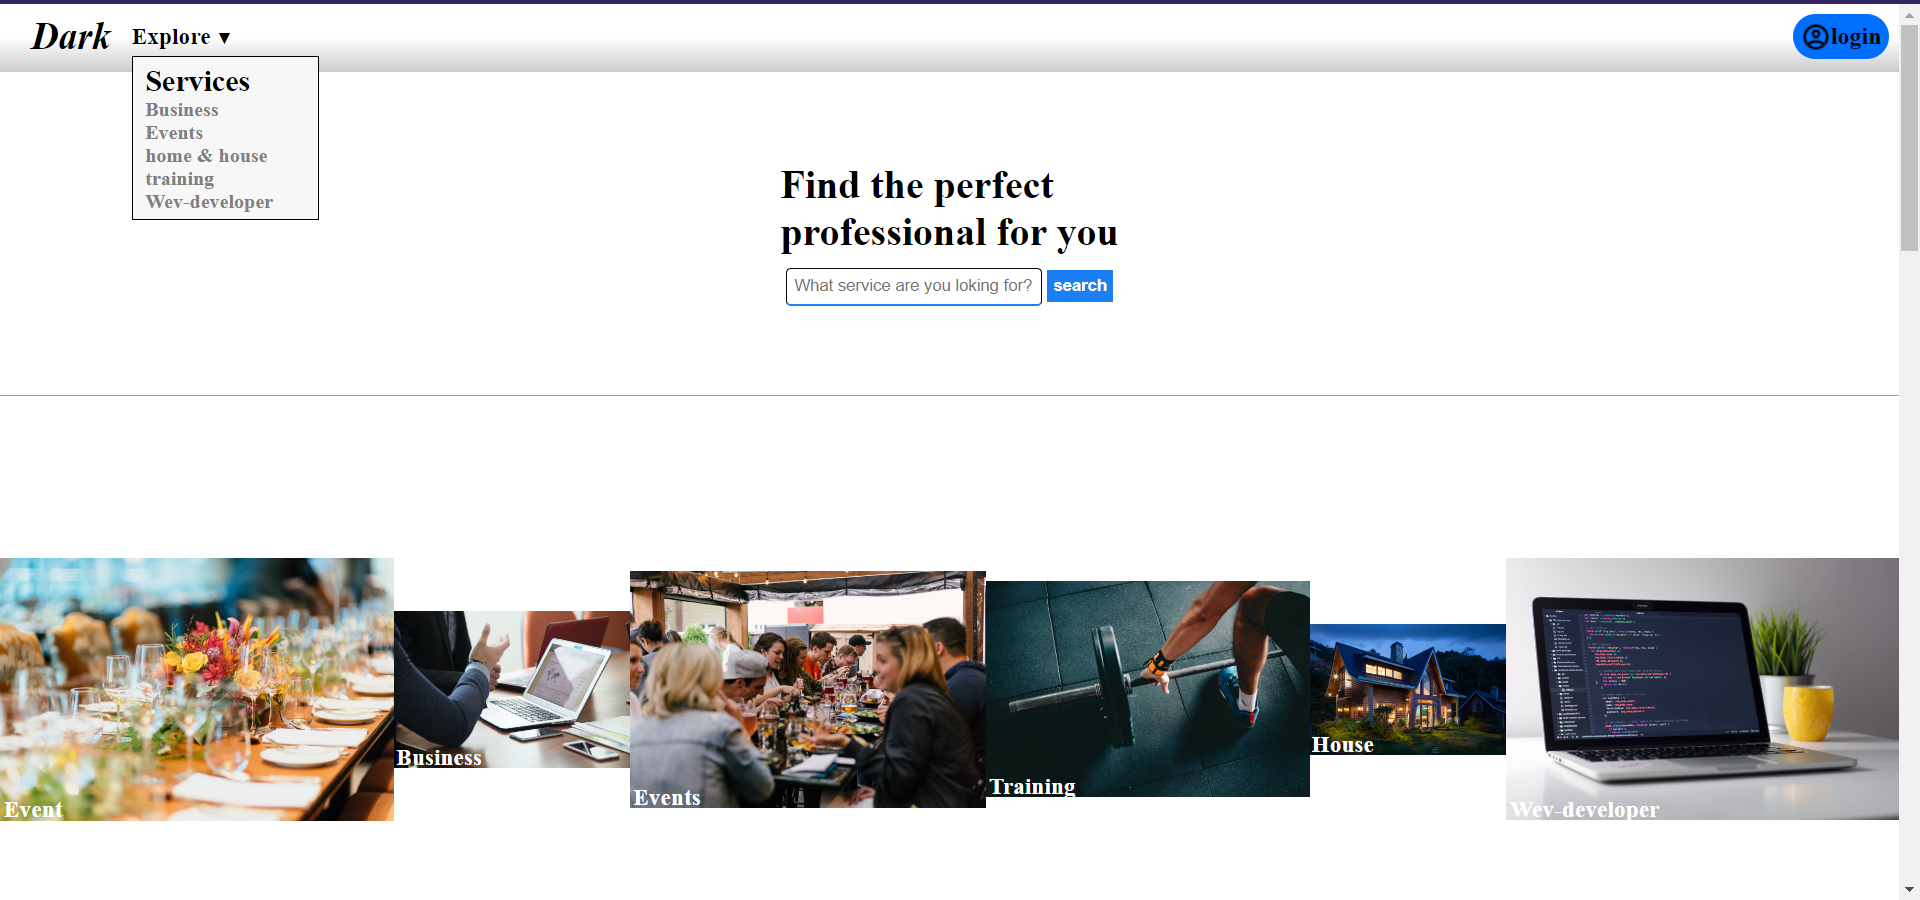 Dark Explore ▼ login
Services
Business
Events
home & house
training
Wev-developer
Find the perfect
professional for you
What service are you loking for? search
Event
Business
Events
Training
House
Wev-developer